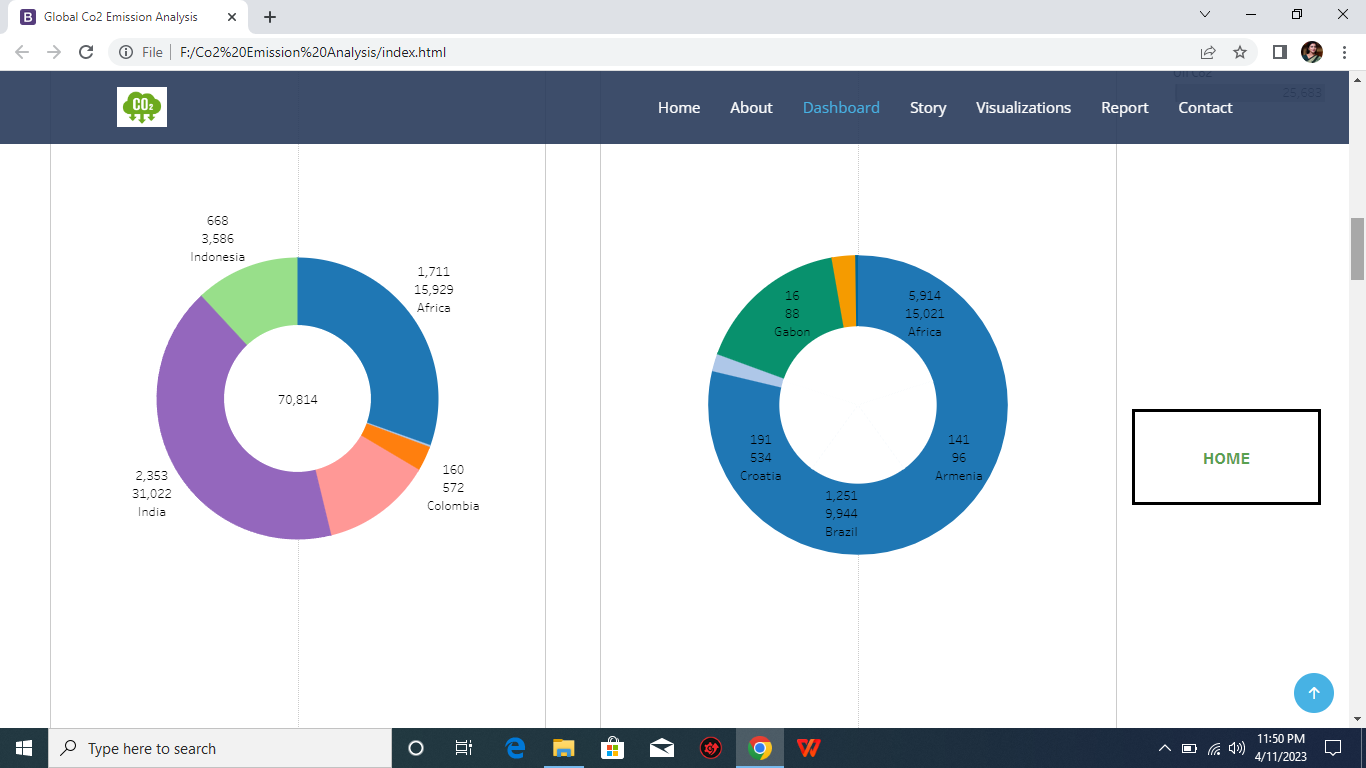 Global Co2 Emission Analysis
File
F:/Co2%20Emission%20Analysis/index.html
CO₂
Home
About
Dashboard
Story
Visualizations
Report
Contact
25,663
668
3,586
Indonesia
1,711
15,929
Africa
70,814
2,353
31,022
India
160
572
Colombia
16
88
Gabon
5,914
15,021
Africa
191
534
Croatia
141
96
Armenia
1,251
9,944
Brazil
HOME
Type here to search
11:50 PM
4/11/2023